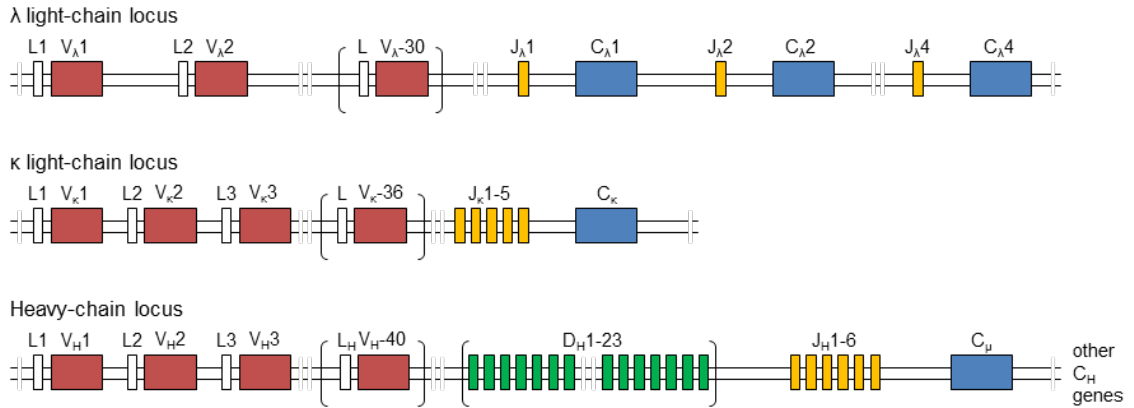 λ light-chain locus
L1 Vλ1 L2 Vλ2 L Vλ-30 Jλ1 Cλ1 Jλ2 Cλ2 Jλ4 Cλ4
κ light-chain locus
L1 Vκ1 L2 Vκ2 L3 Vκ3 L Vκ-36 Jκ1-5 Cκ
Heavy-chain locus
L1 VH1 L2 VH2 L3 VH3 LH VH-40 DH1-23 JH1-6 Cμ
other
CH
genes